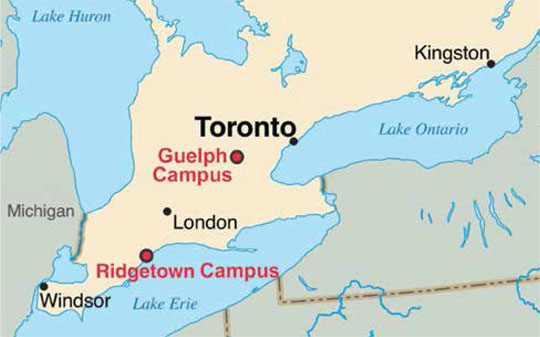 Lake Huron
Kingston
Toronto
Lake Ontario
Guelph
Campus
Michigan
London
Ridgetown Campus
Windsor
Lake Erie